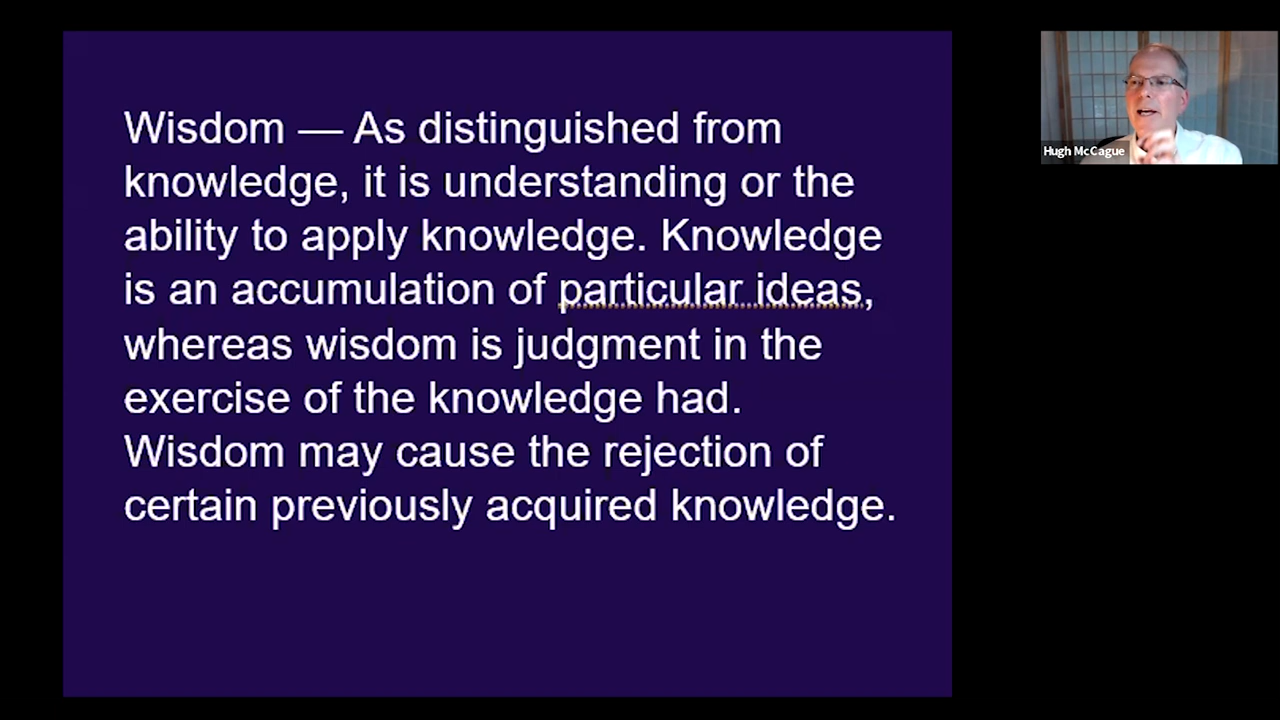 Wisdom — As distinguished from
knowledge, it is understanding or the
ability to apply knowledge. Knowledge
is an accumulation of particular ideas,
whereas wisdom is judgment in the
exercise of the knowledge had.
Wisdom may cause the rejection of
certain previously acquired knowledge.
Hugh McCague